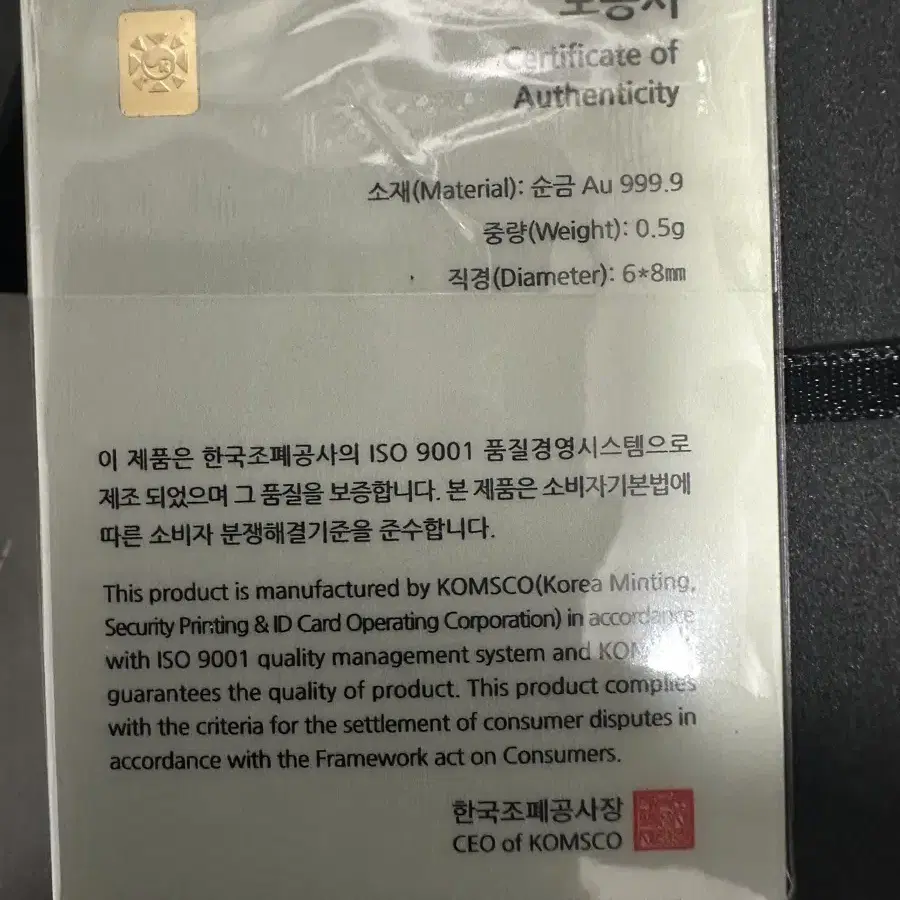 Certificate of
Authenticity
소재(Material): 순금 Au 999.9
중량(Weight): 0.5g
직경(Diameter): 6*8㎜
이 제품은 한국조폐공사의 ISO 9001 품질경영시스템으로
제조 되었으며 그 품질을 보증합니다. 본 제품은 소비자기본법에
따른 소비자 분쟁해결기준을 준수합니다.
This product is manufactured by KOMSCO(Korea Minting,
Security Printing & ID Card Operating Corporation) in accordance
with ISO 9001 quality management system and
guarantees the quality of product. This product complies
with the criteria for the settlement of consumer disputes in
accordance with the Framework act on Consumers.
한국조폐공사장
CEO of KOMSCO